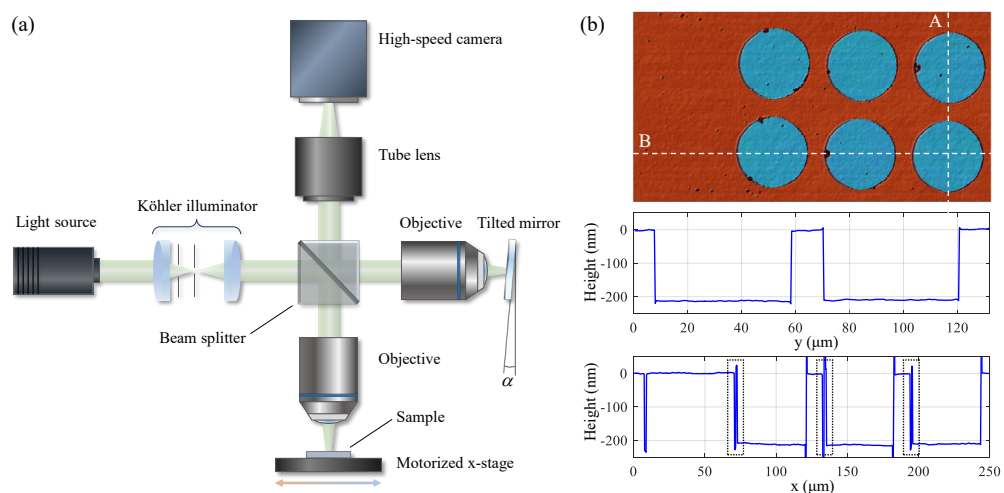 (a)
High-speed camera
Tube lens
Light source
Köhler illuminator
Objective
Tilted mirror
Beam splitter
Objective
α
Sample
Motorized x-stage
(b)
A
B
Height (nm)
0
-100
-200
0 20 40 60 80 100 120
y (μm)
Height (nm)
0
-100
-200
0 50 100 150 200 250
x (μm)